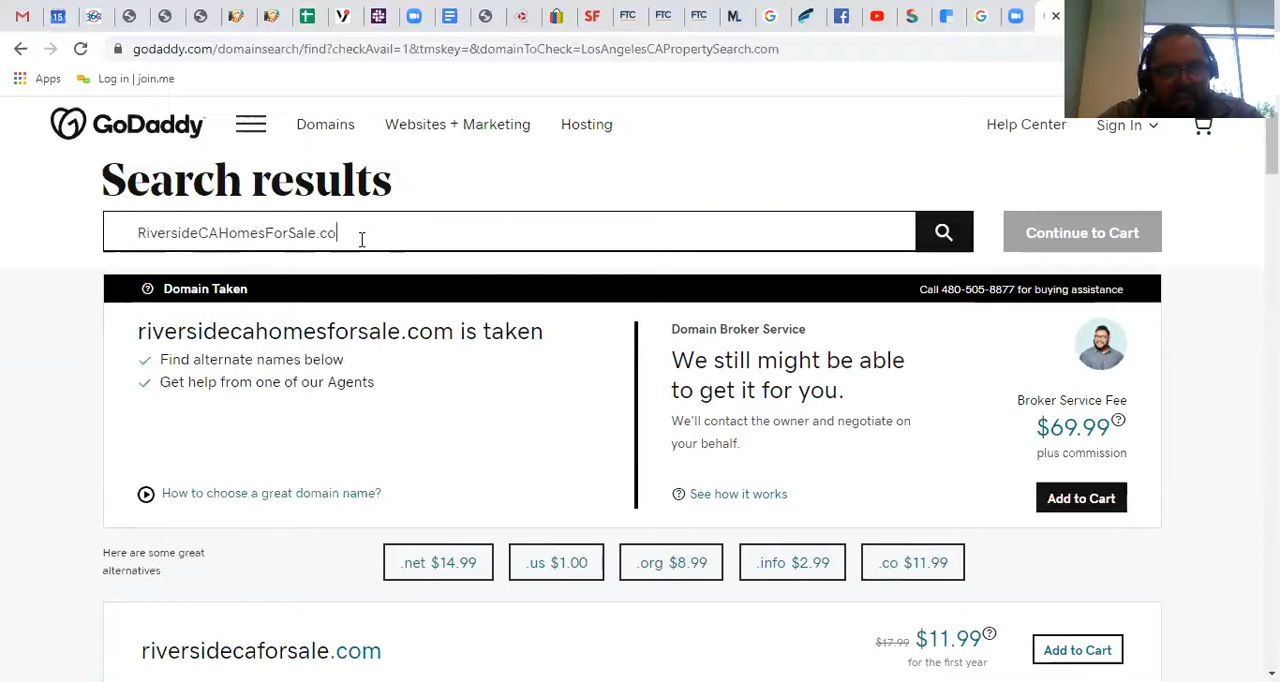 15
FTC
FTC
FTC
SF
godaddy.com/domainsearch/find?checkAvail=1&tmskey=&domainToCheck=LosAngelesCAPropertySearch.com
Apps
Log in | join.me
GoDaddy
Domains
Websites + Marketing
Hosting
Help Center
Sign In
Search results
RiversideCAHomesForSale.co
Continue to Cart
Domain Taken
Call 480-505-8877 for buying assistance
riversidecahomesforsale.com is taken
Find alternate names below
Get help from one of our Agents
How to choose a great domain name?
Domain Broker Service
We still might be able
to get it for you.
We'll contact the owner and negotiate on
your behalf.
See how it works
Broker Service Fee
$69.99
plus commission
Add to Cart
Here are some great
alternatives
.net $14.99
.us $1.00
.org $8.99
.info $2.99
.co $11.99
riversidecaforsale.com
$17.99 $11.99
for the first year
Add to Cart